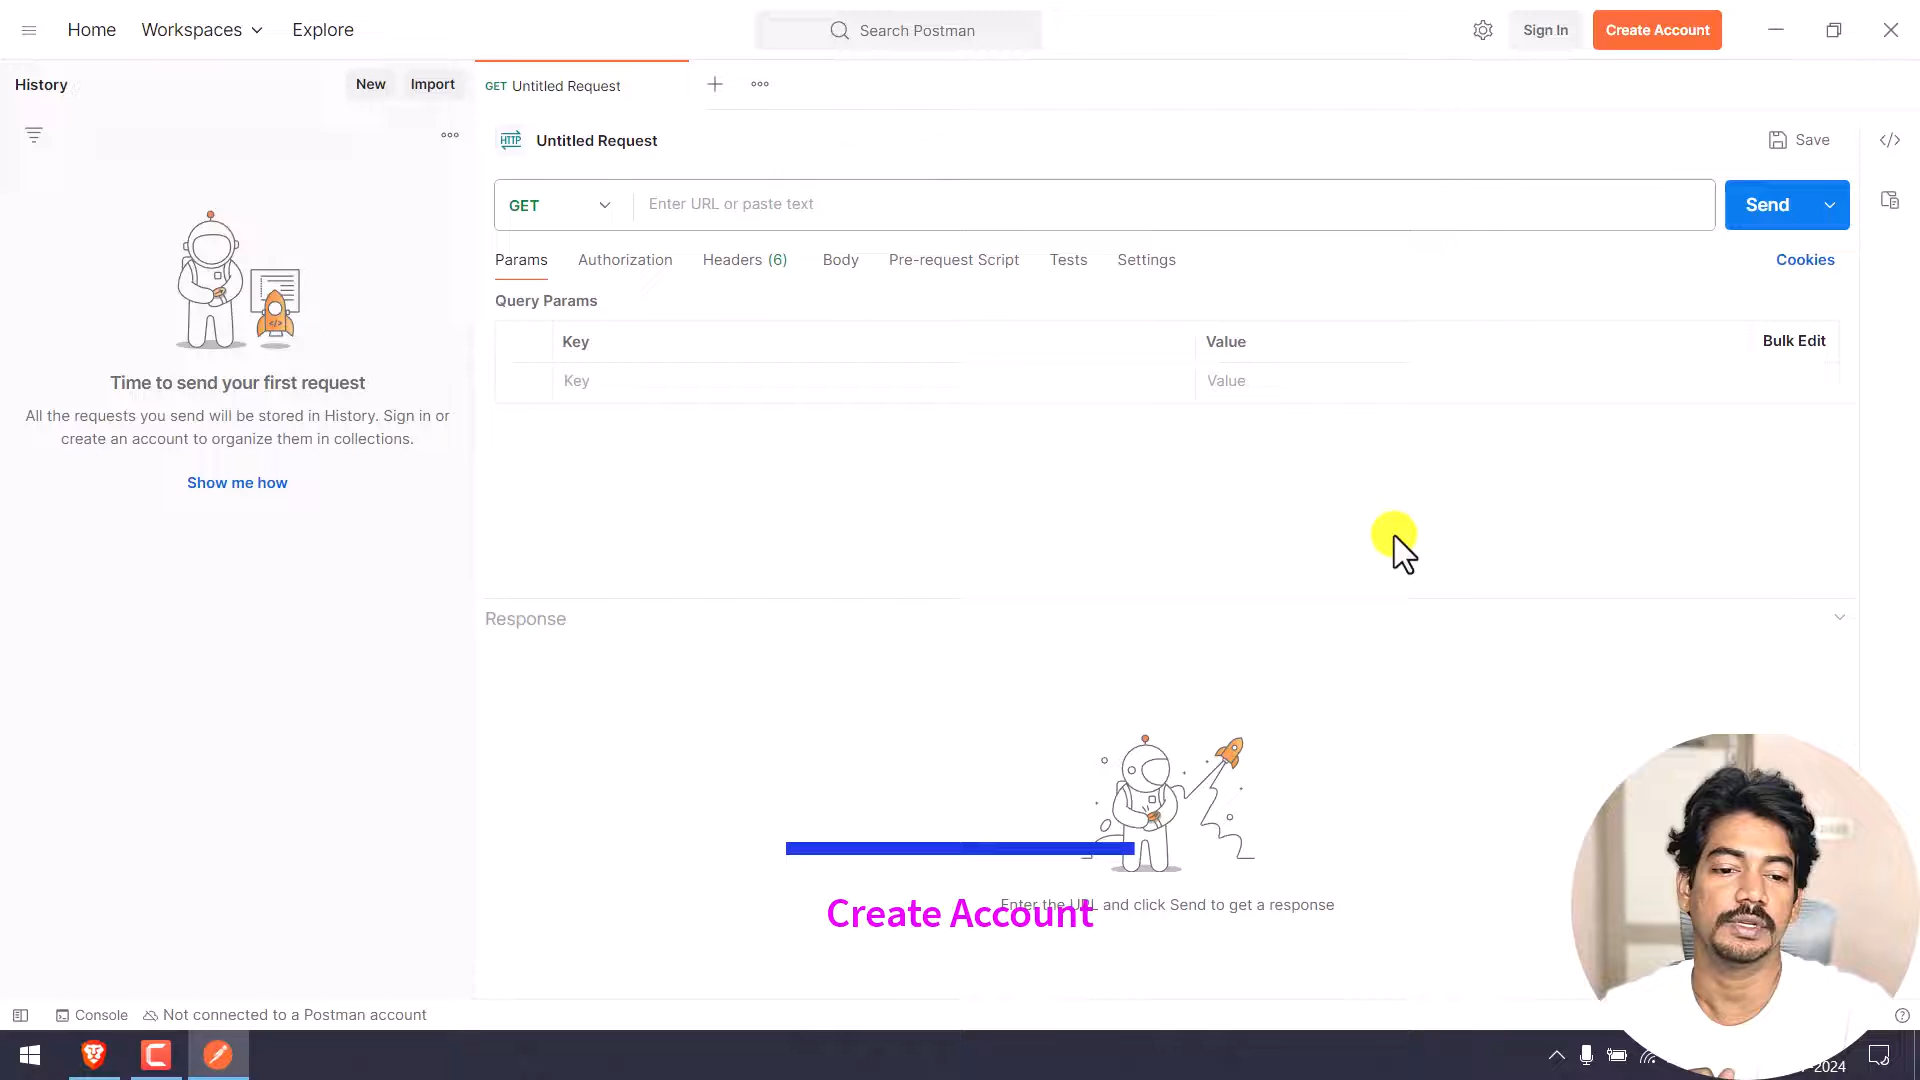 Home
Workspaces
Explore
Search Postman
Sign In
Create Account
History
New
Import
GET Untitled Request
HTTP
Untitled Request
Save
</>
GET
Enter URL or paste text
Send
Params
Authorization
Headers (6)
Body
Pre-request Script
Tests
Settings
Cookies
Query Params
Key
Value
Bulk Edit
Key
Value
Time to send your first request
All the requests you send will be stored in History. Sign in or
create an account to organize them in collections.
Show me how
Response
Enter the URL and click Send to get a response
Create Account
Console
Not connected to a Postman account
2024